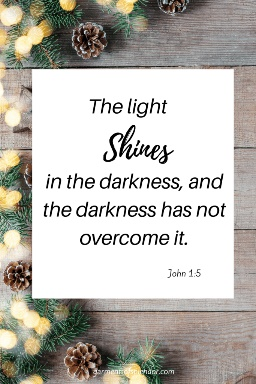 The light
Shines
in the darkness, and
the darkness has not
overcome it.
John 1:5